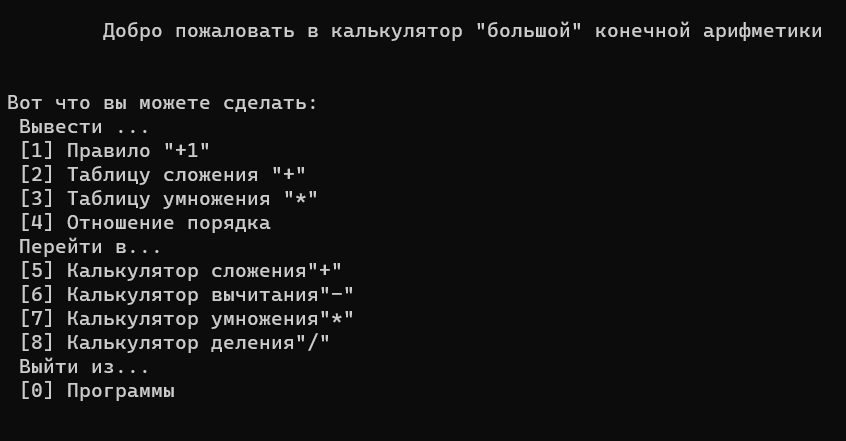 Добро пожаловать в калькулятор "большой" конечной арифметики
Вот что вы можете сделать:
Вывести ...
[1] Правило "+1"
[2] Таблицу сложения "+"
[3] Таблицу умножения "*"
[4] Отношение порядка
Перейти в...
[5] Калькулятор сложения"+"
[6] Калькулятор вычитания"−"
[7] Калькулятор умножения"*"
[8] Калькулятор деления"/"
Выйти из...
[0] Программы